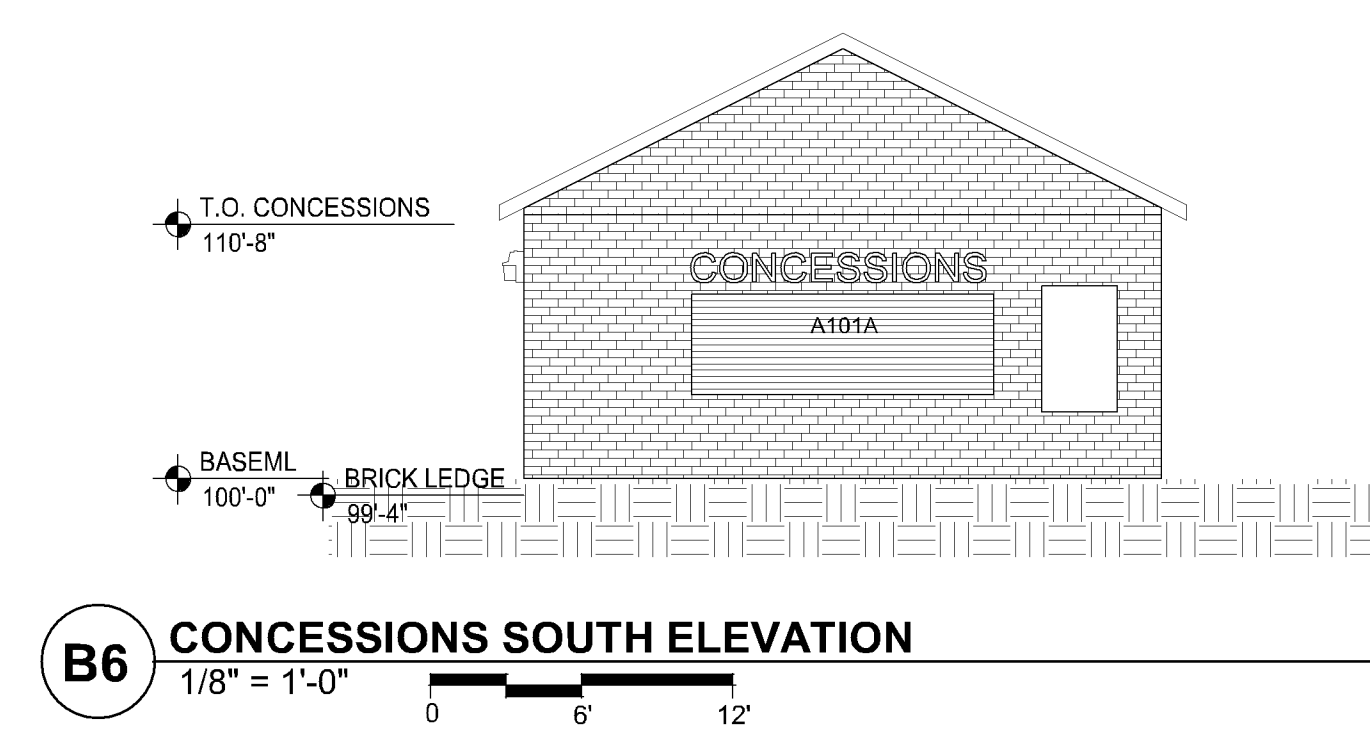 T.O. CONCESSIONS
110'-8"
CONCESSIONS
A101A
BASEML
100'-0"
BRICK LEDGE
99'-4"
B6
CONCESSIONS SOUTH ELEVATION
1/8" = 1'-0"
0 6' 12'